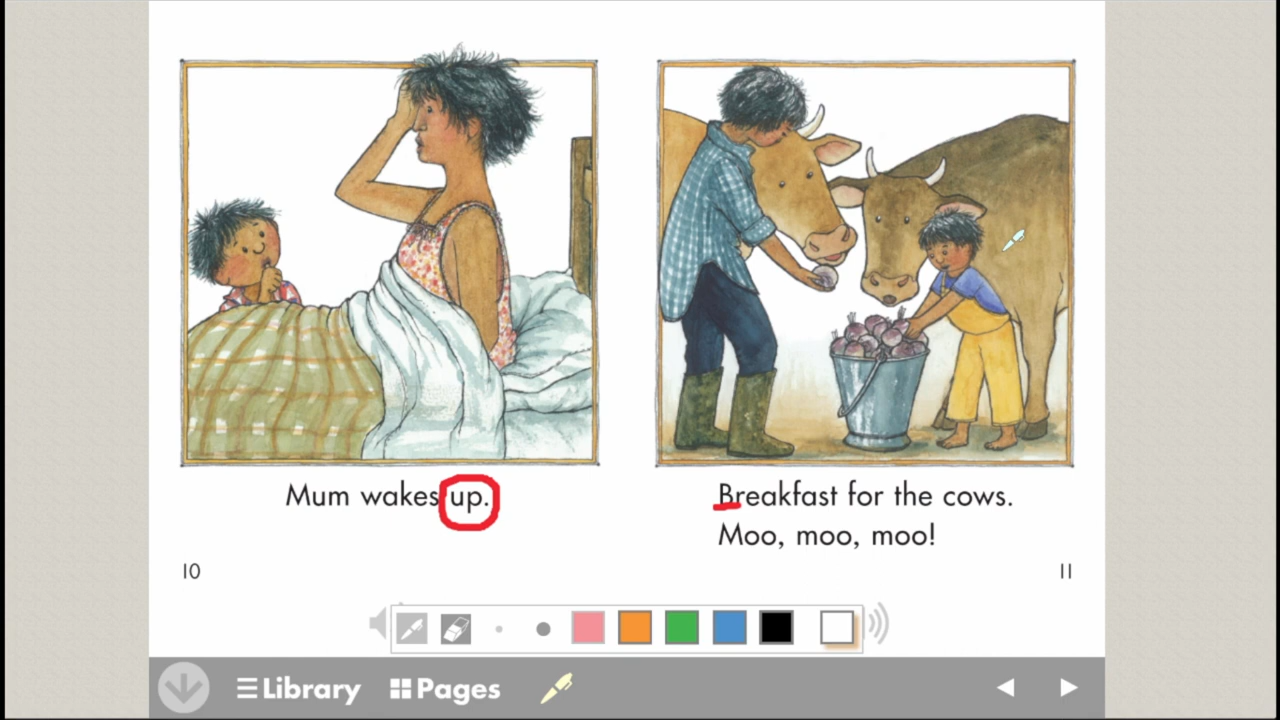 Mum wakes up.
10
Breakfast for the cows.
Moo, moo, moo!
11
Library
Pages